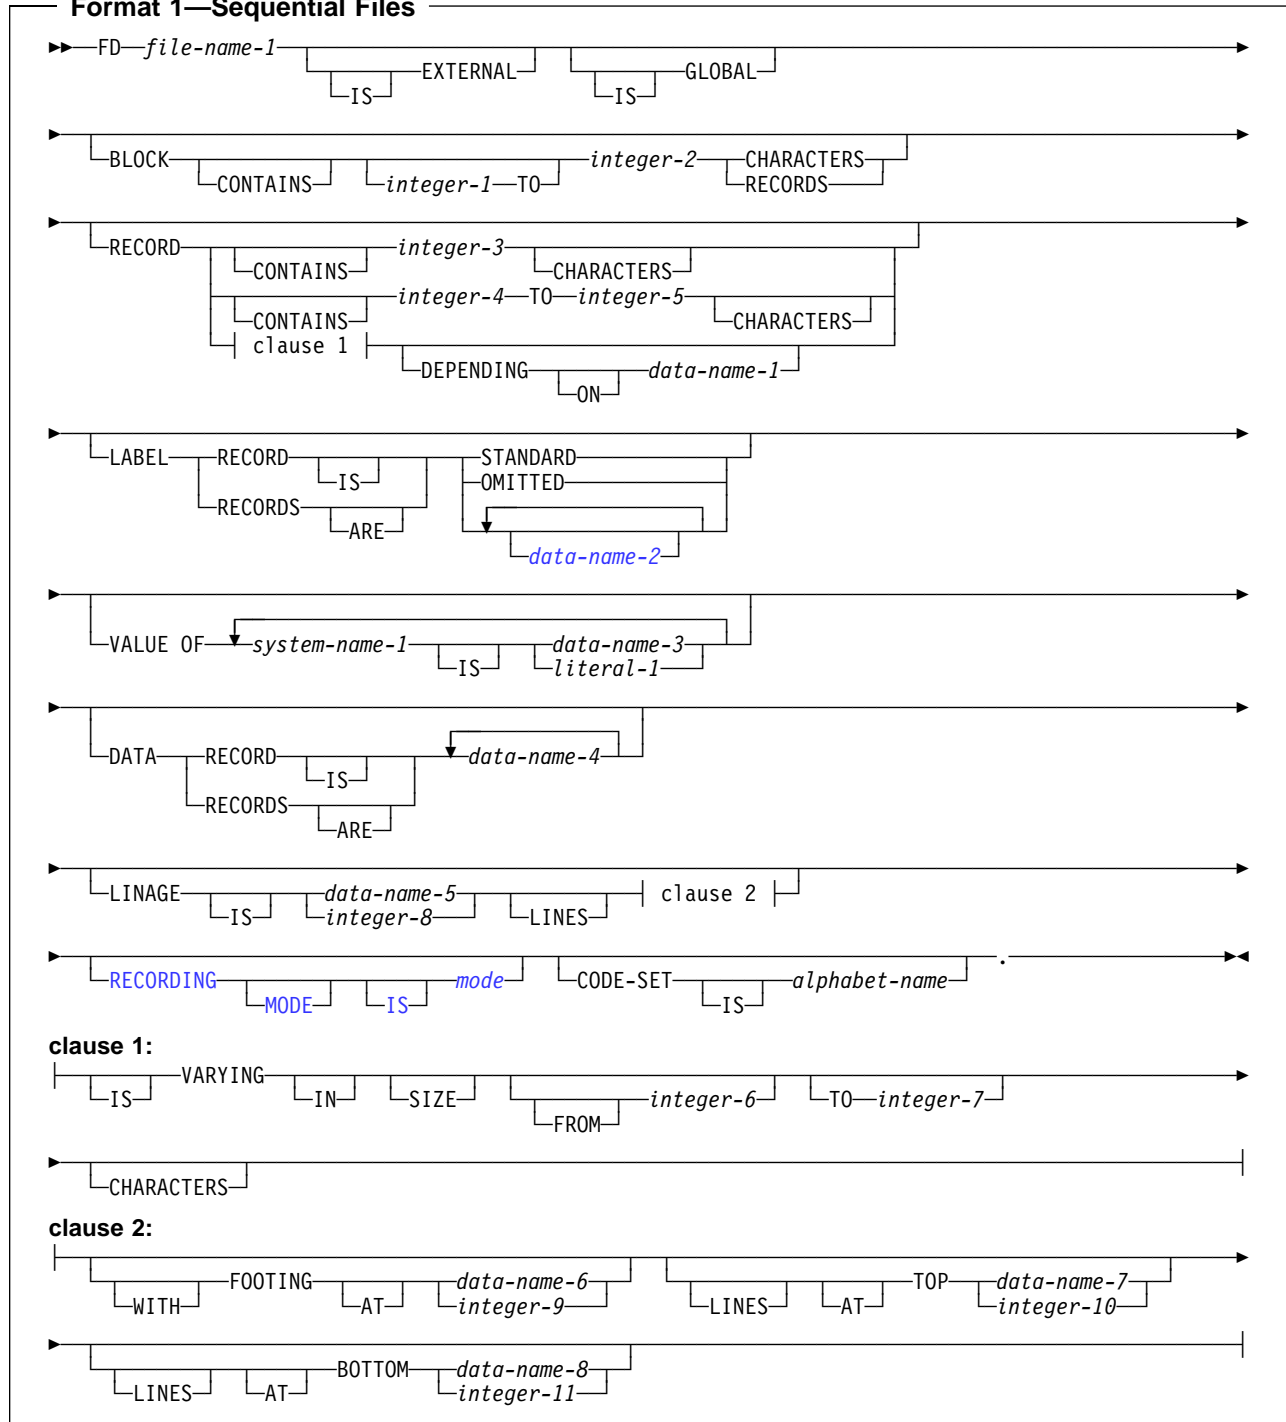 Format 1—Sequential Files
FD file-name-1
EXTERNAL GLOBAL
IS IS
BLOCK integer-2 CHARACTERS
CONTAINS integer-1 TO RECORDS
RECORD integer-3
CONTAINS CHARACTERS
integer-4 TO integer-5
CONTAINS CHARACTERS
clause 1
DEPENDING data-name-1
ON
LABEL RECORD STANDARD
IS OMITTED
RECORDS
ARE
data-name-2
VALUE OF system-name-1 data-name-3
IS literal-1
DATA RECORD data-name-4
IS
RECORDS
ARE
LINAGE data-name-5 clause 2
IS integer-8 LINES
.
RECORDING mode CODE-SET alphabet-name
MODE IS IS
clause 1:
VARYING
IS IN SIZE integer-6 TO integer-7
FROM
CHARACTERS
clause 2:
FOOTING data-name-6 TOP data-name-7
WITH AT integer-9 LINES AT integer-10
BOTTOM data-name-8
LINES AT integer-11